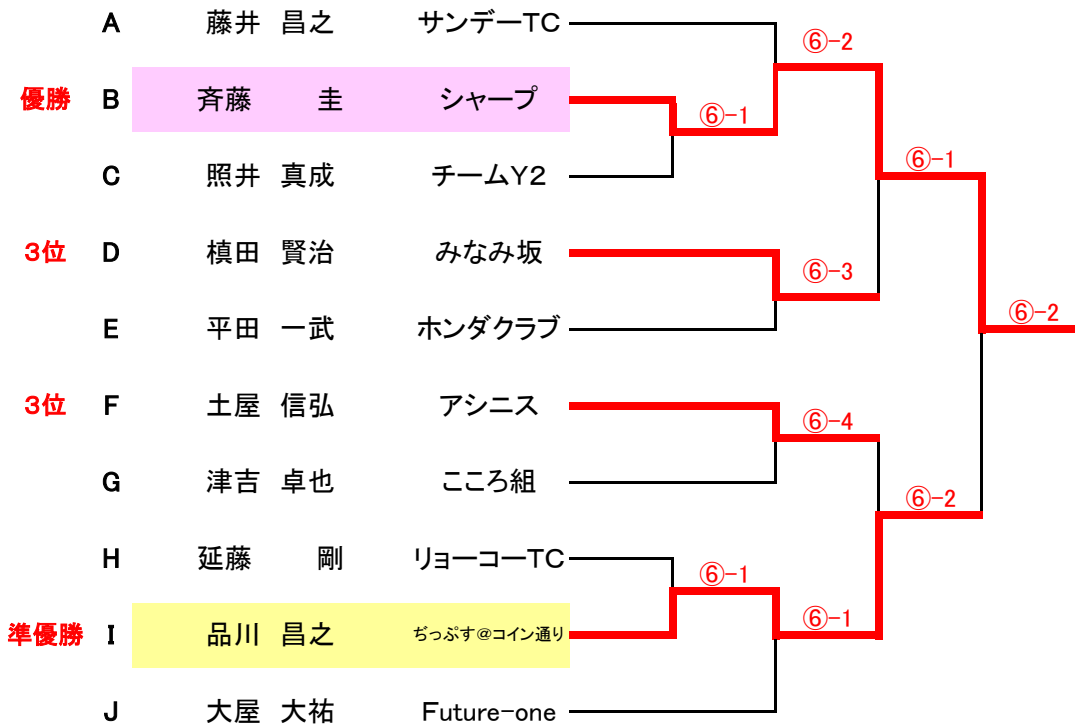 A 藤井 昌之 サンデーTC
⑥-2
優勝 B 斉藤 圭 シャープ
⑥-1
⑥-1
C 照井 真成 チームY2
3位 D 槙田 賢治 みなみ坂
⑥-3
E 平田 一武 ホンダクラブ
⑥-2
3位 F 土屋 信弘 アシニス
⑥-4
G 津吉 卓也 こころ組
⑥-2
H 延藤 剛 リョーコーTC
⑥-1
準優勝 I 品川 昌之 ぢっぷす@コイン通り
⑥-1
J 大屋 大祐 Future-one